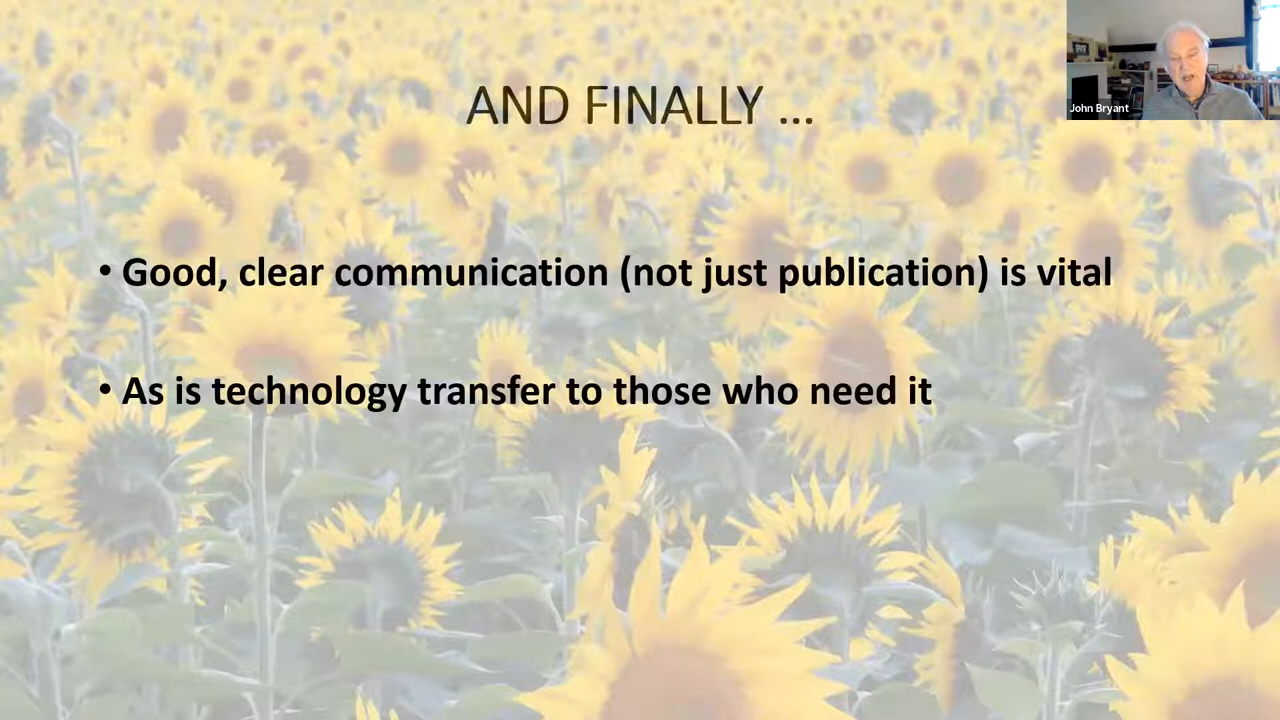 AND FINALLY ...
John Bryant
• Good, clear communication (not just publication) is vital
• As is technology transfer to those who need it